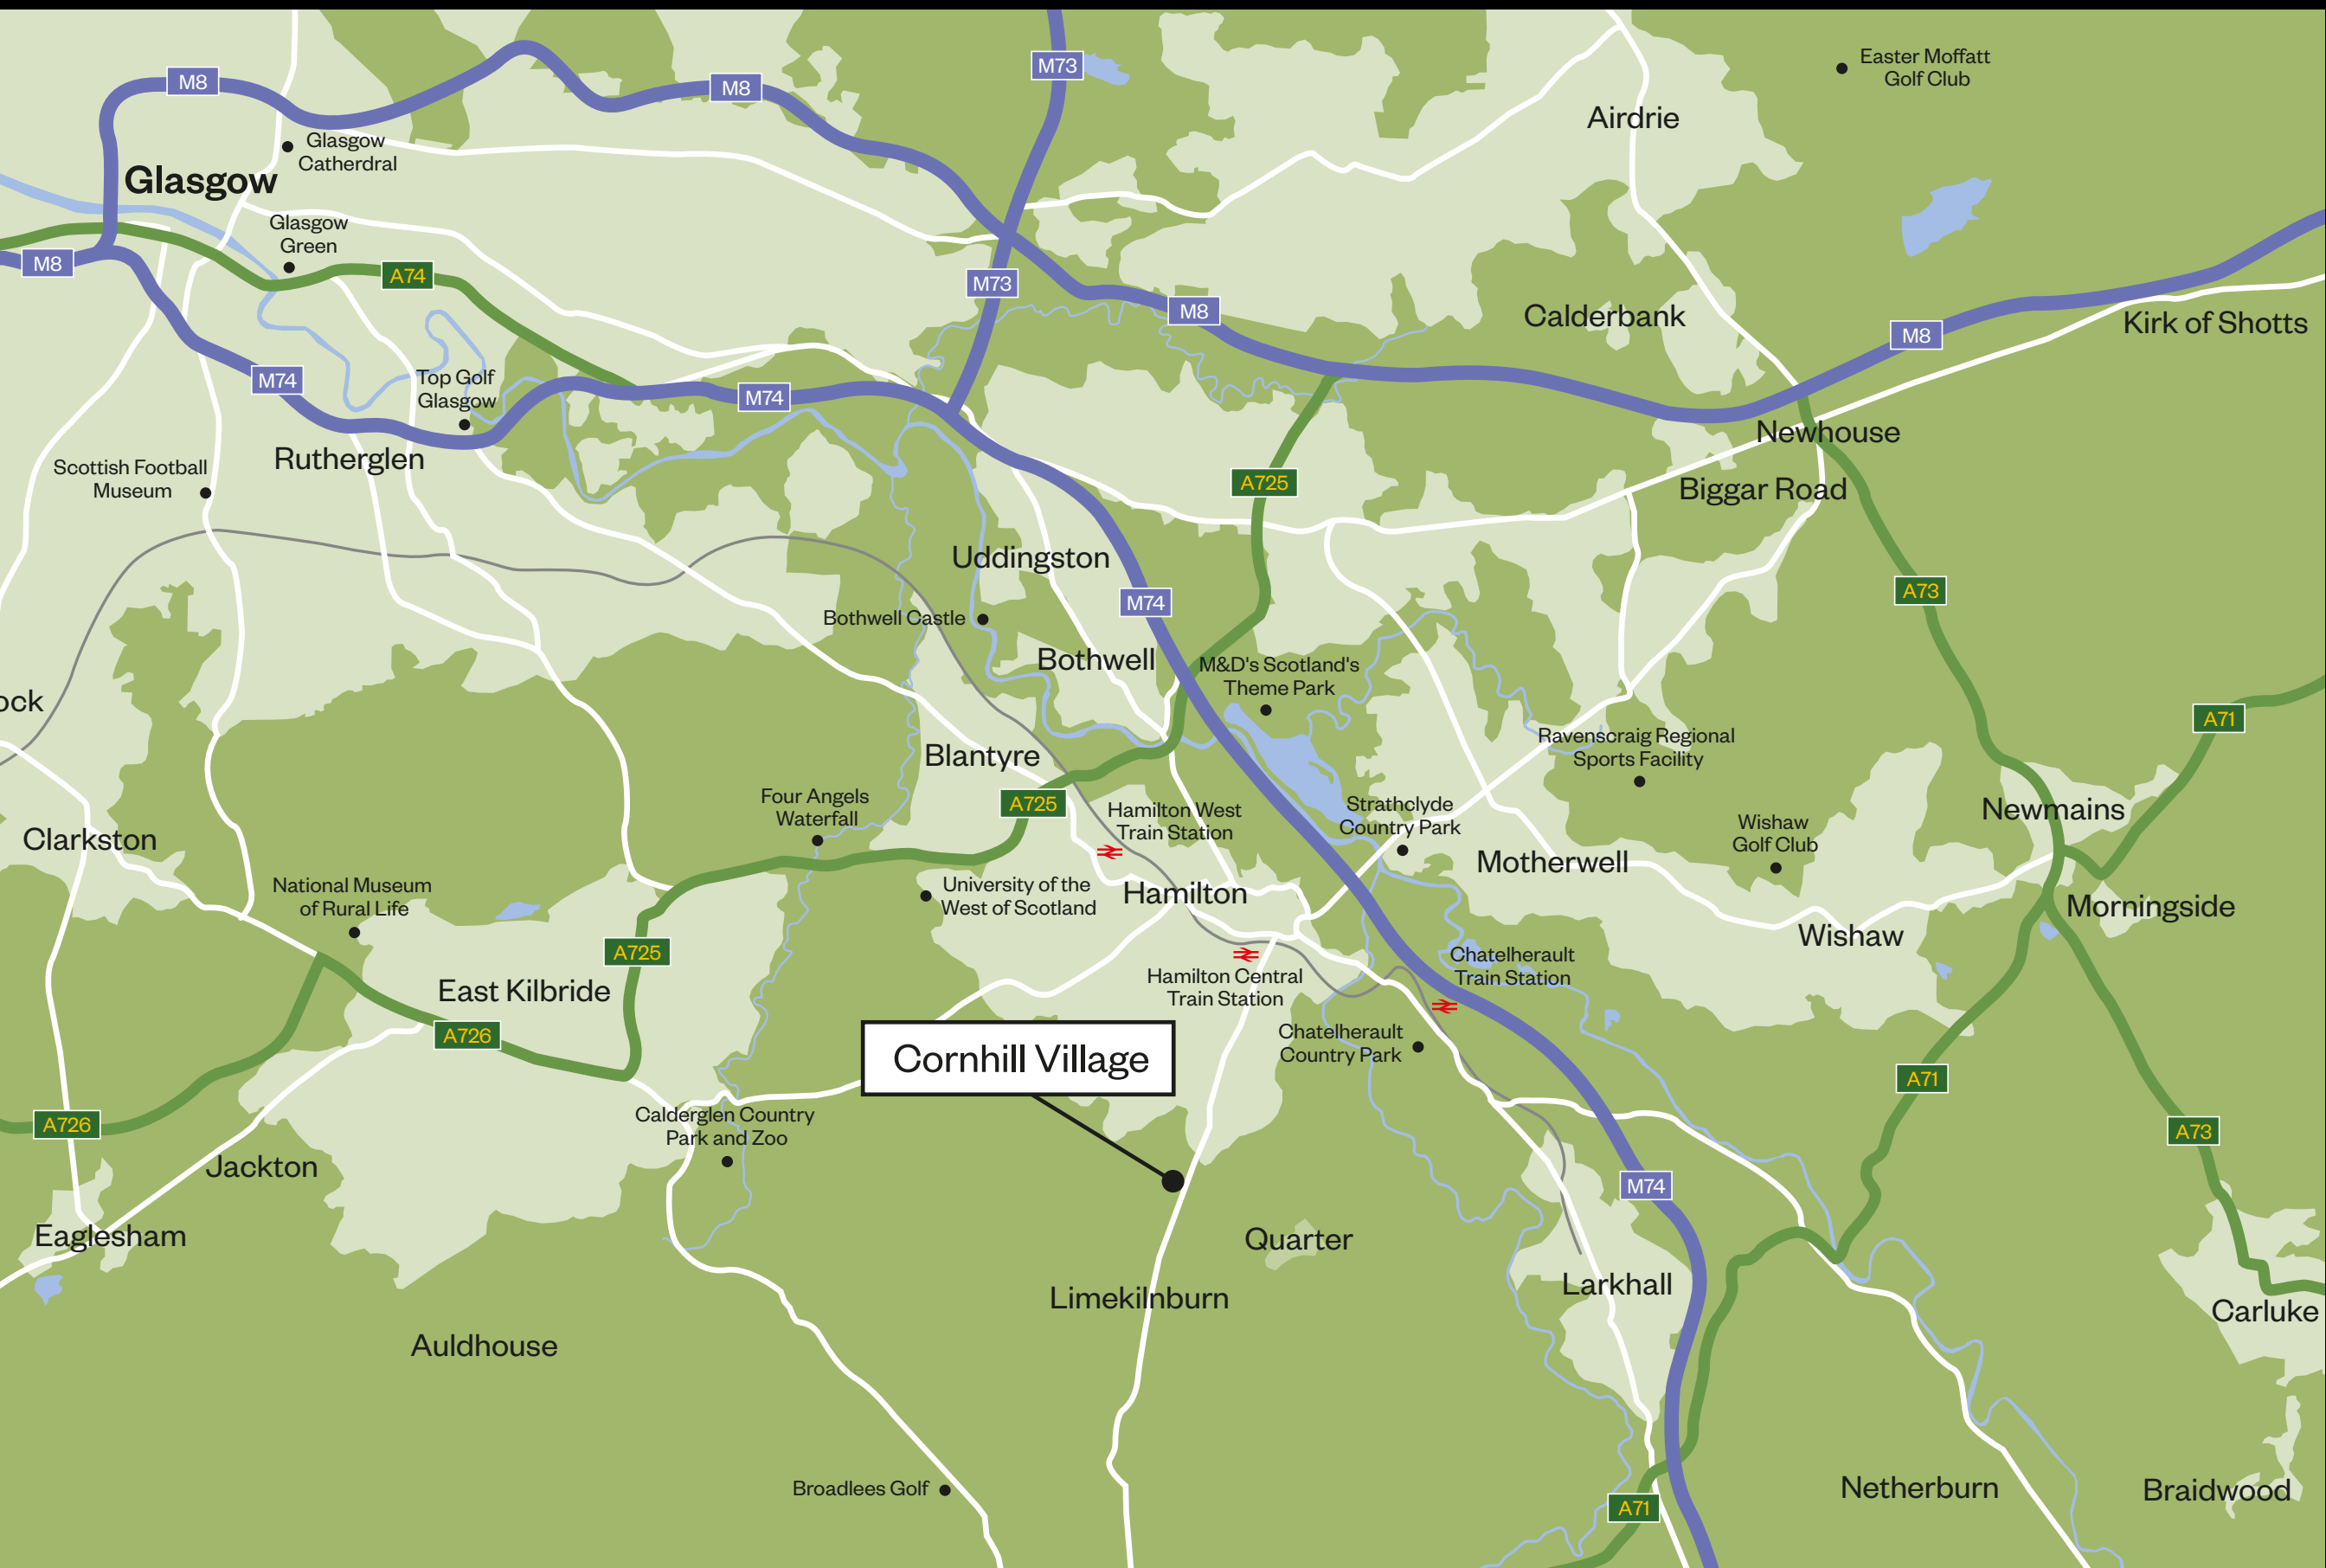 M73
Easter Moffatt
Golf Club
M8
M8
Airdrie
Glasgow
Catherdral
Glasgow
Glasgow
Green
M8
A74
M73
M8
Calderbank
Kirk of Shotts
M8
M74
Top Golf
Glasgow
M74
Newhouse
Rutherglen
Scottish Football
Museum
A725
Biggar Road
Uddingston
M74
A73
Bothwell Castle
Bothwell
M&D's Scotland's
Theme Park
ock
A71
Ravenscraig Regional
Sports Facility
Blantyre
Four Angels
Waterfall
A725
Hamilton West
Train Station
Strathclyde
Country Park
Newmains
Wishaw
Golf Club
Clarkston
Motherwell
National Museum
of Rural Life
University of the
West of Scotland
Hamilton
Morningside
Wishaw
A725
Chatelherault
Train Station
East Kilbride
Hamilton Central
Train Station
A726
Chatelherault
Country Park
Cornhill Village
A71
A726
Calderglen Country
Park and Zoo
A73
Jackton
M74
Eaglesham
Quarter
Larkhall
Limekilnburn
Carluke
Auldhouse
Broadlees Golf
Netherburn
Braidwood
A71